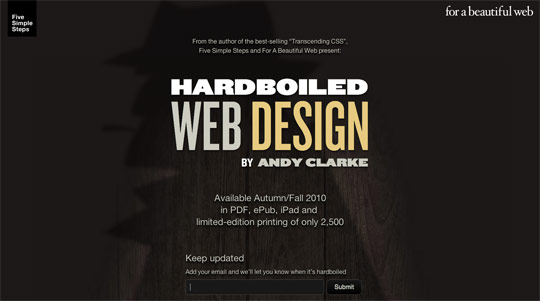 Five
Simple
Steps
for a beautiful web
From the author of the best-selling "Transcending CSS",
Five Simple Steps and For A Beautiful Web present:
HARDBOILED
WEB DESIGN
BY ANDY CLARKE
Available Autumn/Fall 2010
in PDF, ePub, iPad and
limited-edition printing of only 2,500
Keep updated
Add your email and we'll let you know when it's hardboiled
Submit